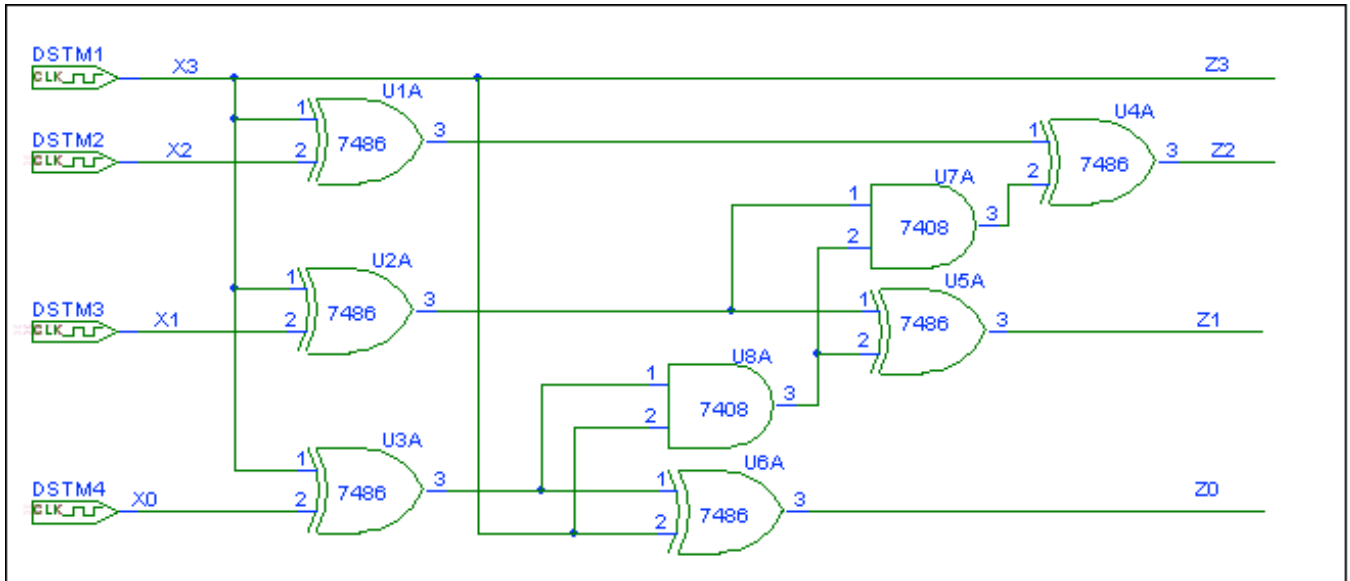 DSTM1
CLK
X3
Z3
U1A
1
7486
2
3
U4A
1
7486
2
3
Z2
DSTM2
CLK
X2
U7A
1
7408
2
3
U2A
1
7486
2
3
U5A
1
7486
2
3
Z1
DSTM3
CLK
X1
U8A
1
7408
2
3
U3A
1
7486
2
3
U6A
1
7486
2
3
Z0
DSTM4
CLK
X0